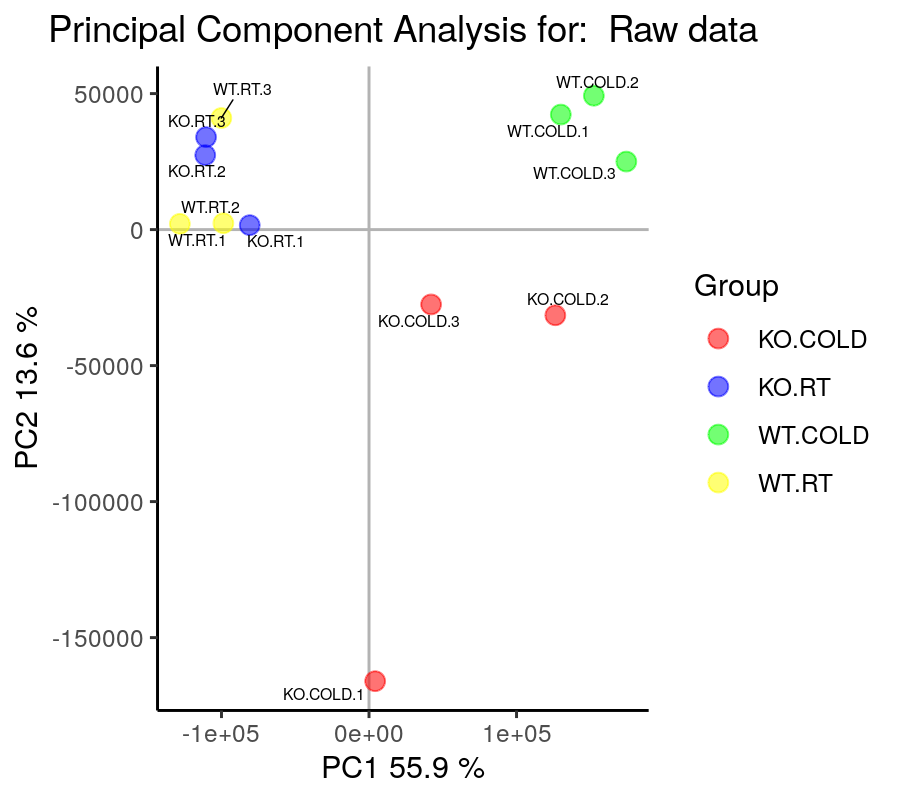 Principal Component Analysis for:  Raw data
WT.COLD.2
WT.RT.3
50000
KO.RT.3
WT.COLD.1
KO.RT.2
WT.COLD.3
WT.RT.2
0
WT.RT.1
KO.RT.1
Group
KO.COLD.2
KO.COLD.3
KO.COLD
-50000
KO.RT
PC2 13.6 %
WT.COLD
WT.RT
-100000
-150000
KO.COLD.1
-1e+05
0e+00
1e+05
PC1 55.9 %